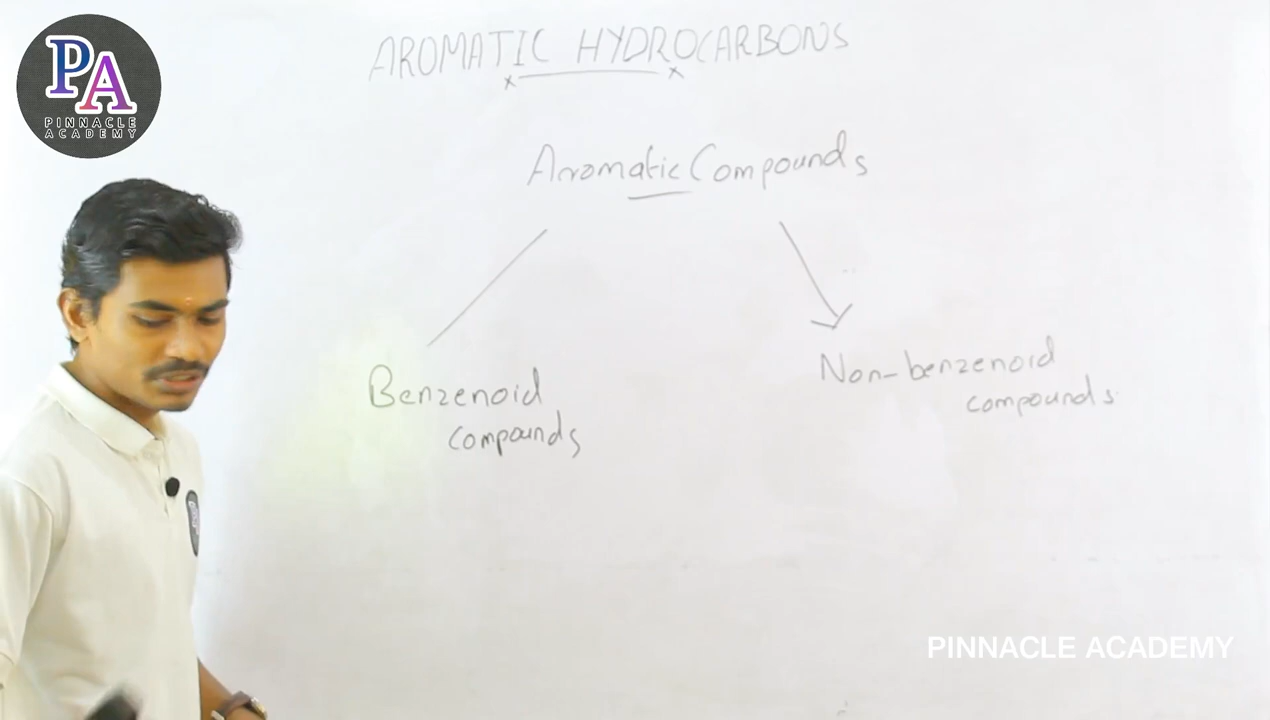 PA
PINNACLE
ACADEMY
AROMATIC HYDROCARBONS
Aromatic Compounds
Benzenoid
compounds
Non-benzenoid
compounds
PINNACLE ACADEMY